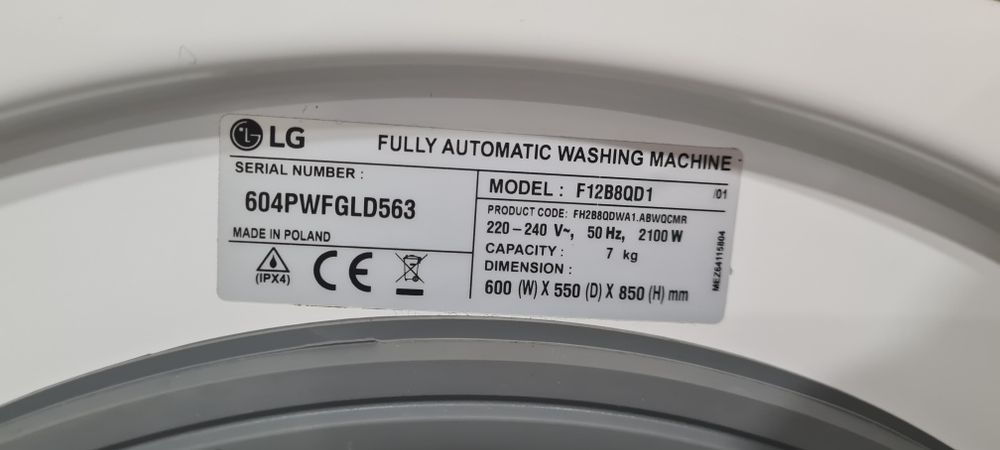 LG
FULLY AUTOMATIC WASHING MACHINE
SERIAL NUMBER :
604PWFGLD563
MADE IN POLAND
(IPX4)
CE
MODEL : F12B8QD1 /01
PRODUCT CODE: FH2B8QDWA1.ABWQCMR
220 – 240 V~, 50 Hz, 2100 W
CAPACITY : 7 kg
DIMENSION :
600 (W) X 550 (D) X 850 (H) mm
MEZ64115804